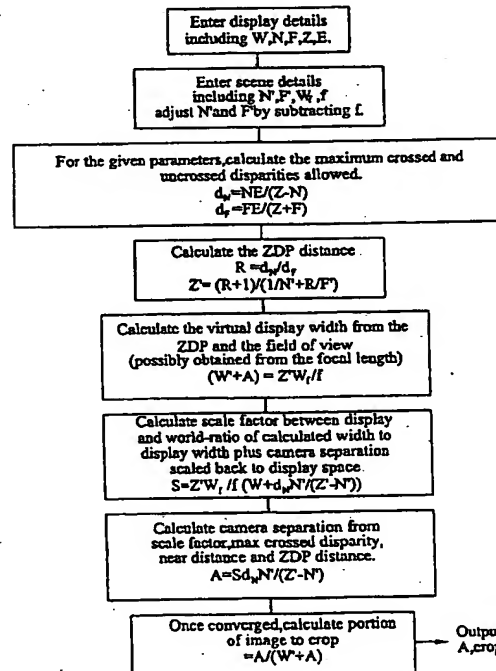 Enter display details
including W,N,F,Z,E.
Enter scene details
including N',F',W_f,f
adjust N'and F'by subtracting f.
For the given parameters,calculate the maximum crossed and
uncrossed disparities allowed.
d_N=NE/(Z-N)
d_F=FE/(Z+F)
Calculate the ZDP distance
R=d_N/d_F
Z'= (R+1)/(1/N'+R/F')
Calculate the virtual display width from the
ZDP and the field of view
(possibly obtained from the focal length)
(W'+A) = Z'W_f/f
Calculate scale factor between display
and world-ratio of calculated width to
display width plus camera separation
scaled back to display space
S=Z'W_f /f (W+d_NN'/(Z'-N'))
Calculate camera separation from
scale factor,max crossed disparity,
near distance and ZDP distance.
A=Sd_NN'/(Z'-N')
Once converged,calculate portion
of image to crop
=A/(W'+A)
Output
A,crop